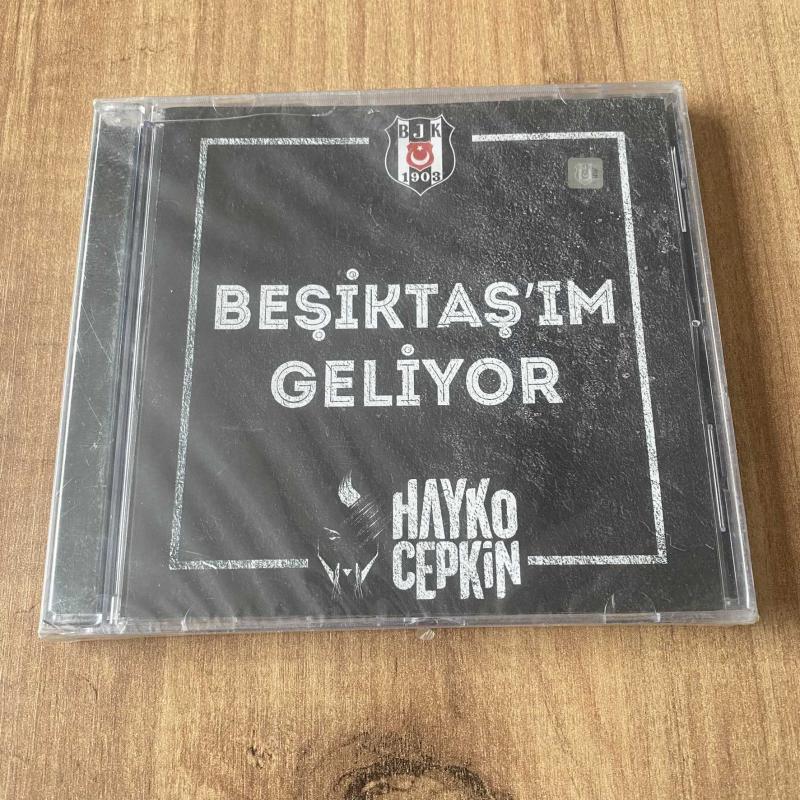 BJK
1903
BEŞİKTAŞ'IM
GELİYOR
HAYKO
CEPKİN